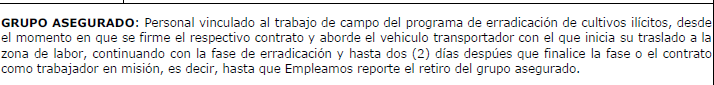 GRUPO ASEGURADO: Personal vinculado al trabajo de campo del programa de erradicación de cultivos ilícitos, desde
el momento en que se firme el respectivo contrato y aborde el vehiculo transportador con el que inicia su traslado a la
zona de labor, continuando con la fase de erradicación y hasta dos (2) días despúes que finalice la fase o el contrato
como trabajador en misión, es decir, hasta que Empleamos reporte el retiro del grupo asegurado.